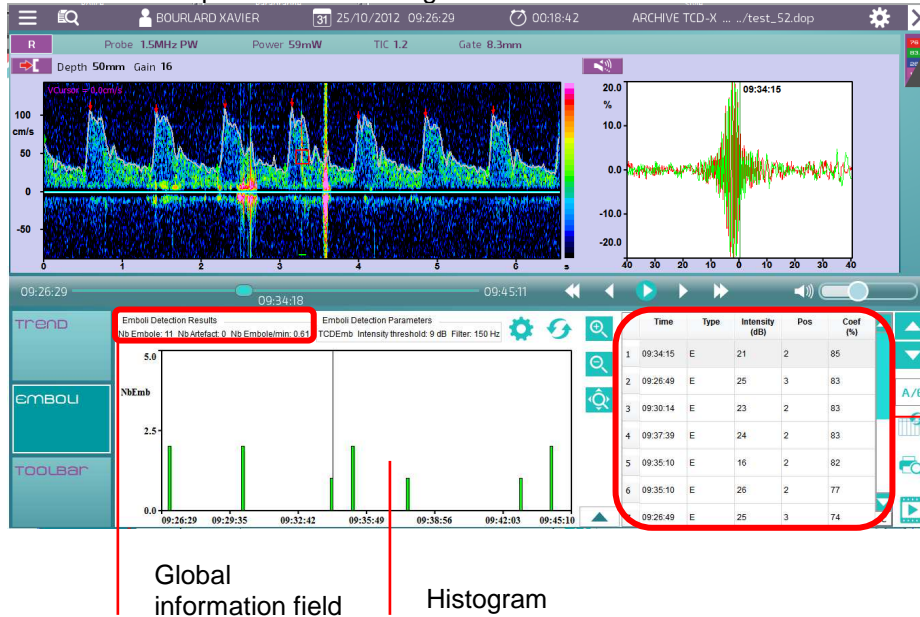 BOURLARD XAVIER 31 25/10/2012 09:26:29 00:18:42 ARCHIVE TCD-X ... .../test_52.dop
R Probe 1.5MHz PW Power 59mW TIC 1.2 Gate 8.3mm
Depth 50mm Gain 16
VCursor = 0.0cm/s
100
cm/s
50
0
-50
0 1 2 3 4 5 6 s
20.0
%
10.0
0.0
-10.0
-20.0
09:34:15
40 30 20 10 0 10 20 30 40
09:26:29 09:34:18 09:45:11
Trend
Emboli
Toolbar
Emboli Detection Results
Nb Embole: 11 Nb Artefact: 0 Nb Embole/min: 0.61
Emboli Detection Parameters
TCDEmb Intensity threshold: 9 dB Filter: 150 Hz
5.0
NbEmb
2.5
0.0
09:26:29 09:29:35 09:32:42 09:35:49 09:38:56 09:42:03 09:45:10
Time Type Intensity (dB) Pos Coef (%)
1 09:34:15 E 21 2 85
2 09:26:49 E 25 3 83
3 09:30:14 E 23 2 83
4 09:37:39 E 24 2 83
5 09:35:10 E 16 2 82
6 09:35:10 E 26 2 77
09:26:49 E 25 3 74
Global
information field
Histogram